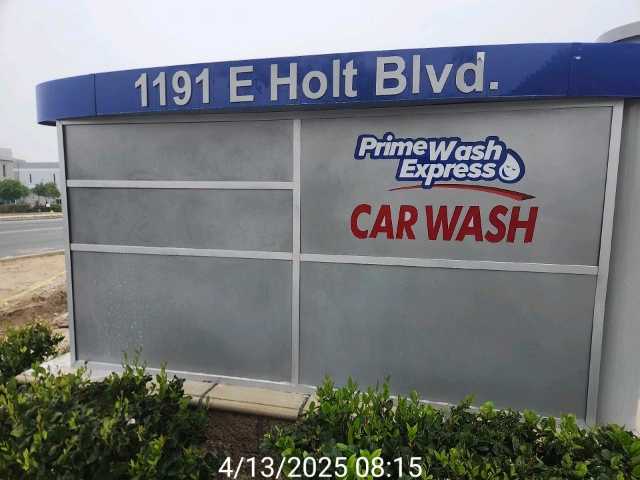 1191 E Holt Blvd.
Prime Wash
Express
CAR WASH
4/13/2025 08:15